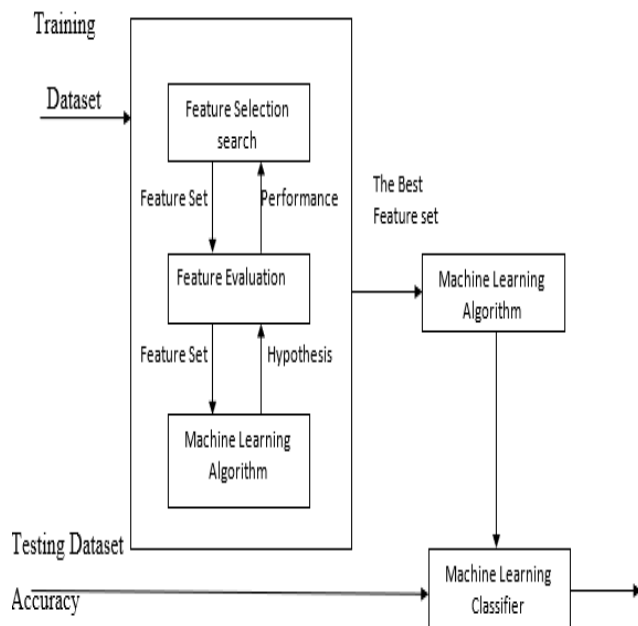 Training
Dataset
Feature Selection
search
Feature Set
Performance
Feature Evaluation
Feature Set
Hypothesis
Machine Learning
Algorithm
The Best
Feature set
Machine Learning
Algorithm
Testing Dataset
Accuracy
Machine Learning
Classifier